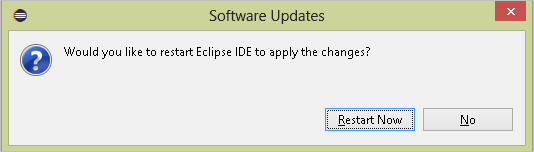 Software Updates
Would you like to restart Eclipse IDE to apply the changes?
Restart Now
No